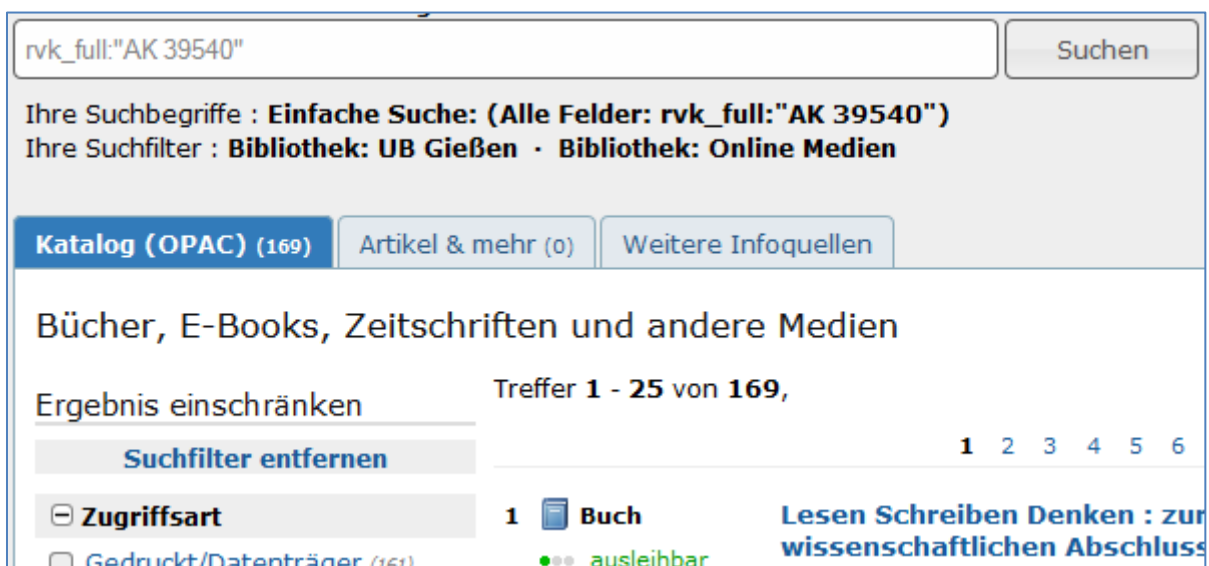 rvk_full:"AK 39540"
Suchen
Ihre Suchbegriffe : Einfache Suche: (Alle Felder: rvk_full:"AK 39540")
Ihre Suchfilter : Bibliothek: UB Gießen · Bibliothek: Online Medien
Katalog (OPAC) (169)
Artikel & mehr (0)
Weitere Infoquellen
Bücher, E-Books, Zeitschriften und andere Medien
Ergebnis einschränken
Suchfilter entfernen
Zugriffsart
Gedruckt/Datenträger (161)
Treffer 1 - 25 von 169,
1 2 3 4 5 6
1 Buch
ausleihbar
Lesen Schreiben Denken : zur
wissenschaftlichen Abschluss